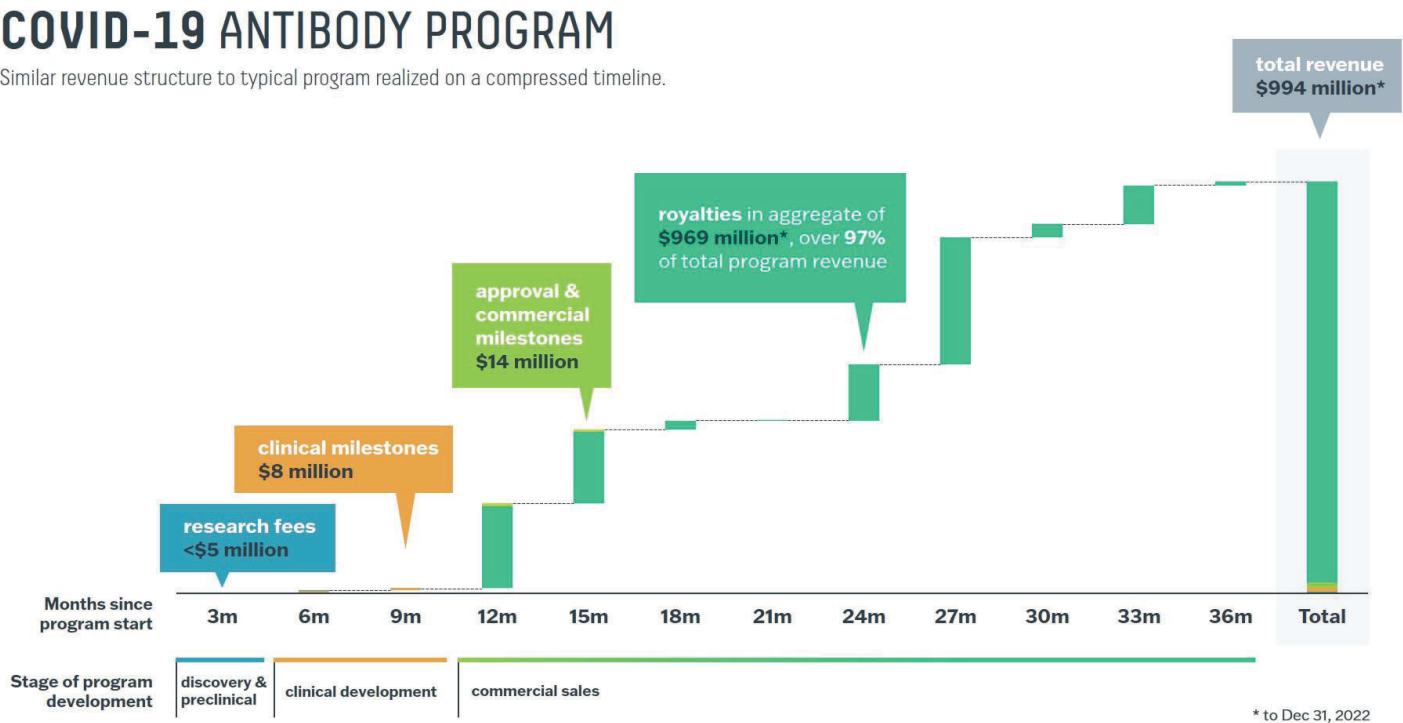 COVID-19 ANTIBODY PROGRAM
Similar revenue structure to typical program realized on a compressed timeline.
total revenue
$994 million*
royalties in aggregate of
$969 million*, over 97%
of total program revenue
approval &
commercial
milestones
$14 million
clinical milestones
$8 million
research fees
<$5 million
Months since
program start
3m 6m 9m 12m 15m 18m 21m 24m 27m 30m 33m 36m Total
Stage of program
development
discovery &
preclinical
clinical development
commercial sales
* to Dec 31, 2022